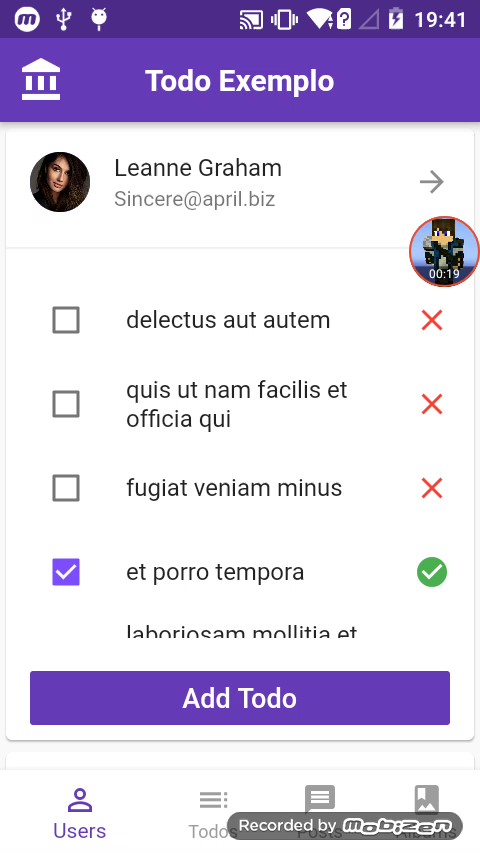 19:41
Todo Exemplo
Leanne Graham
Sincere@april.biz
00:19
delectus aut autem
quis ut nam facilis et
officia qui
fugiat veniam minus
et porro tempora
laboriosam mollitia et
Add Todo
Users
Todos
Posts
Albums
Recorded by mobizen